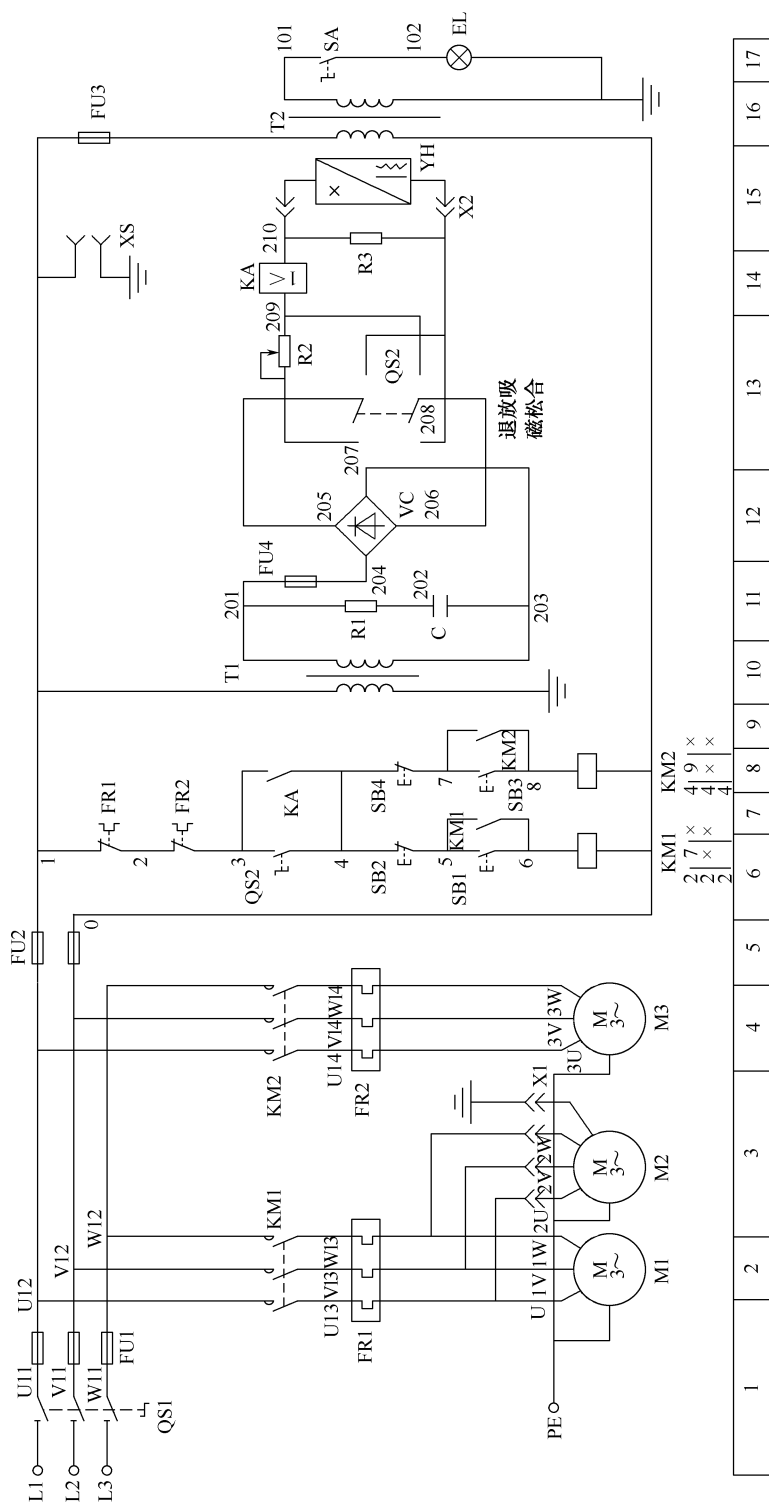 L1
L2
L3
QS1
U11
V11
W11
FU1
U12
V12
W12
PE
KM1
U13
V13
W13
FR1
U
1V
1W
M
3~
M1
2U
2V
2W
X1
M
3~
M2
KM2
U14
V14
W14
FR2
3U
3V
3W
M
3~
M3
FU2
0
1
FR1
2
FR2
3
QS2
KA
4
SB2
5
SB1
KM1
6
SB4
7
SB3
KM2
8
KM1
2 7 ×
2 × ×
2
KM2
4 9 ×
4 × ×
4
T1
201
FU4
R1
202
C
203
204
205
VC
206
207
208
退放吸
磁松合
R2
QS2
209
KA
V
I
210
R3
X2
YH
×
XS
FU3
T2
101
SA
102
EL
1
2
3
4
5
6
7
8
9
10
11
12
13
14
15
16
17